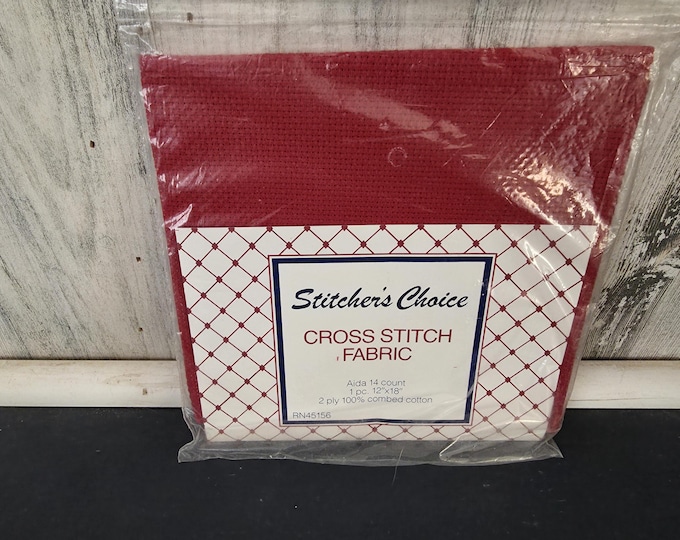 Stitcher's Choice
CROSS STITCH
FABRIC
Aida 14 count
1 pc. 12"x18"
2 ply 100% combed cotton
RN45156